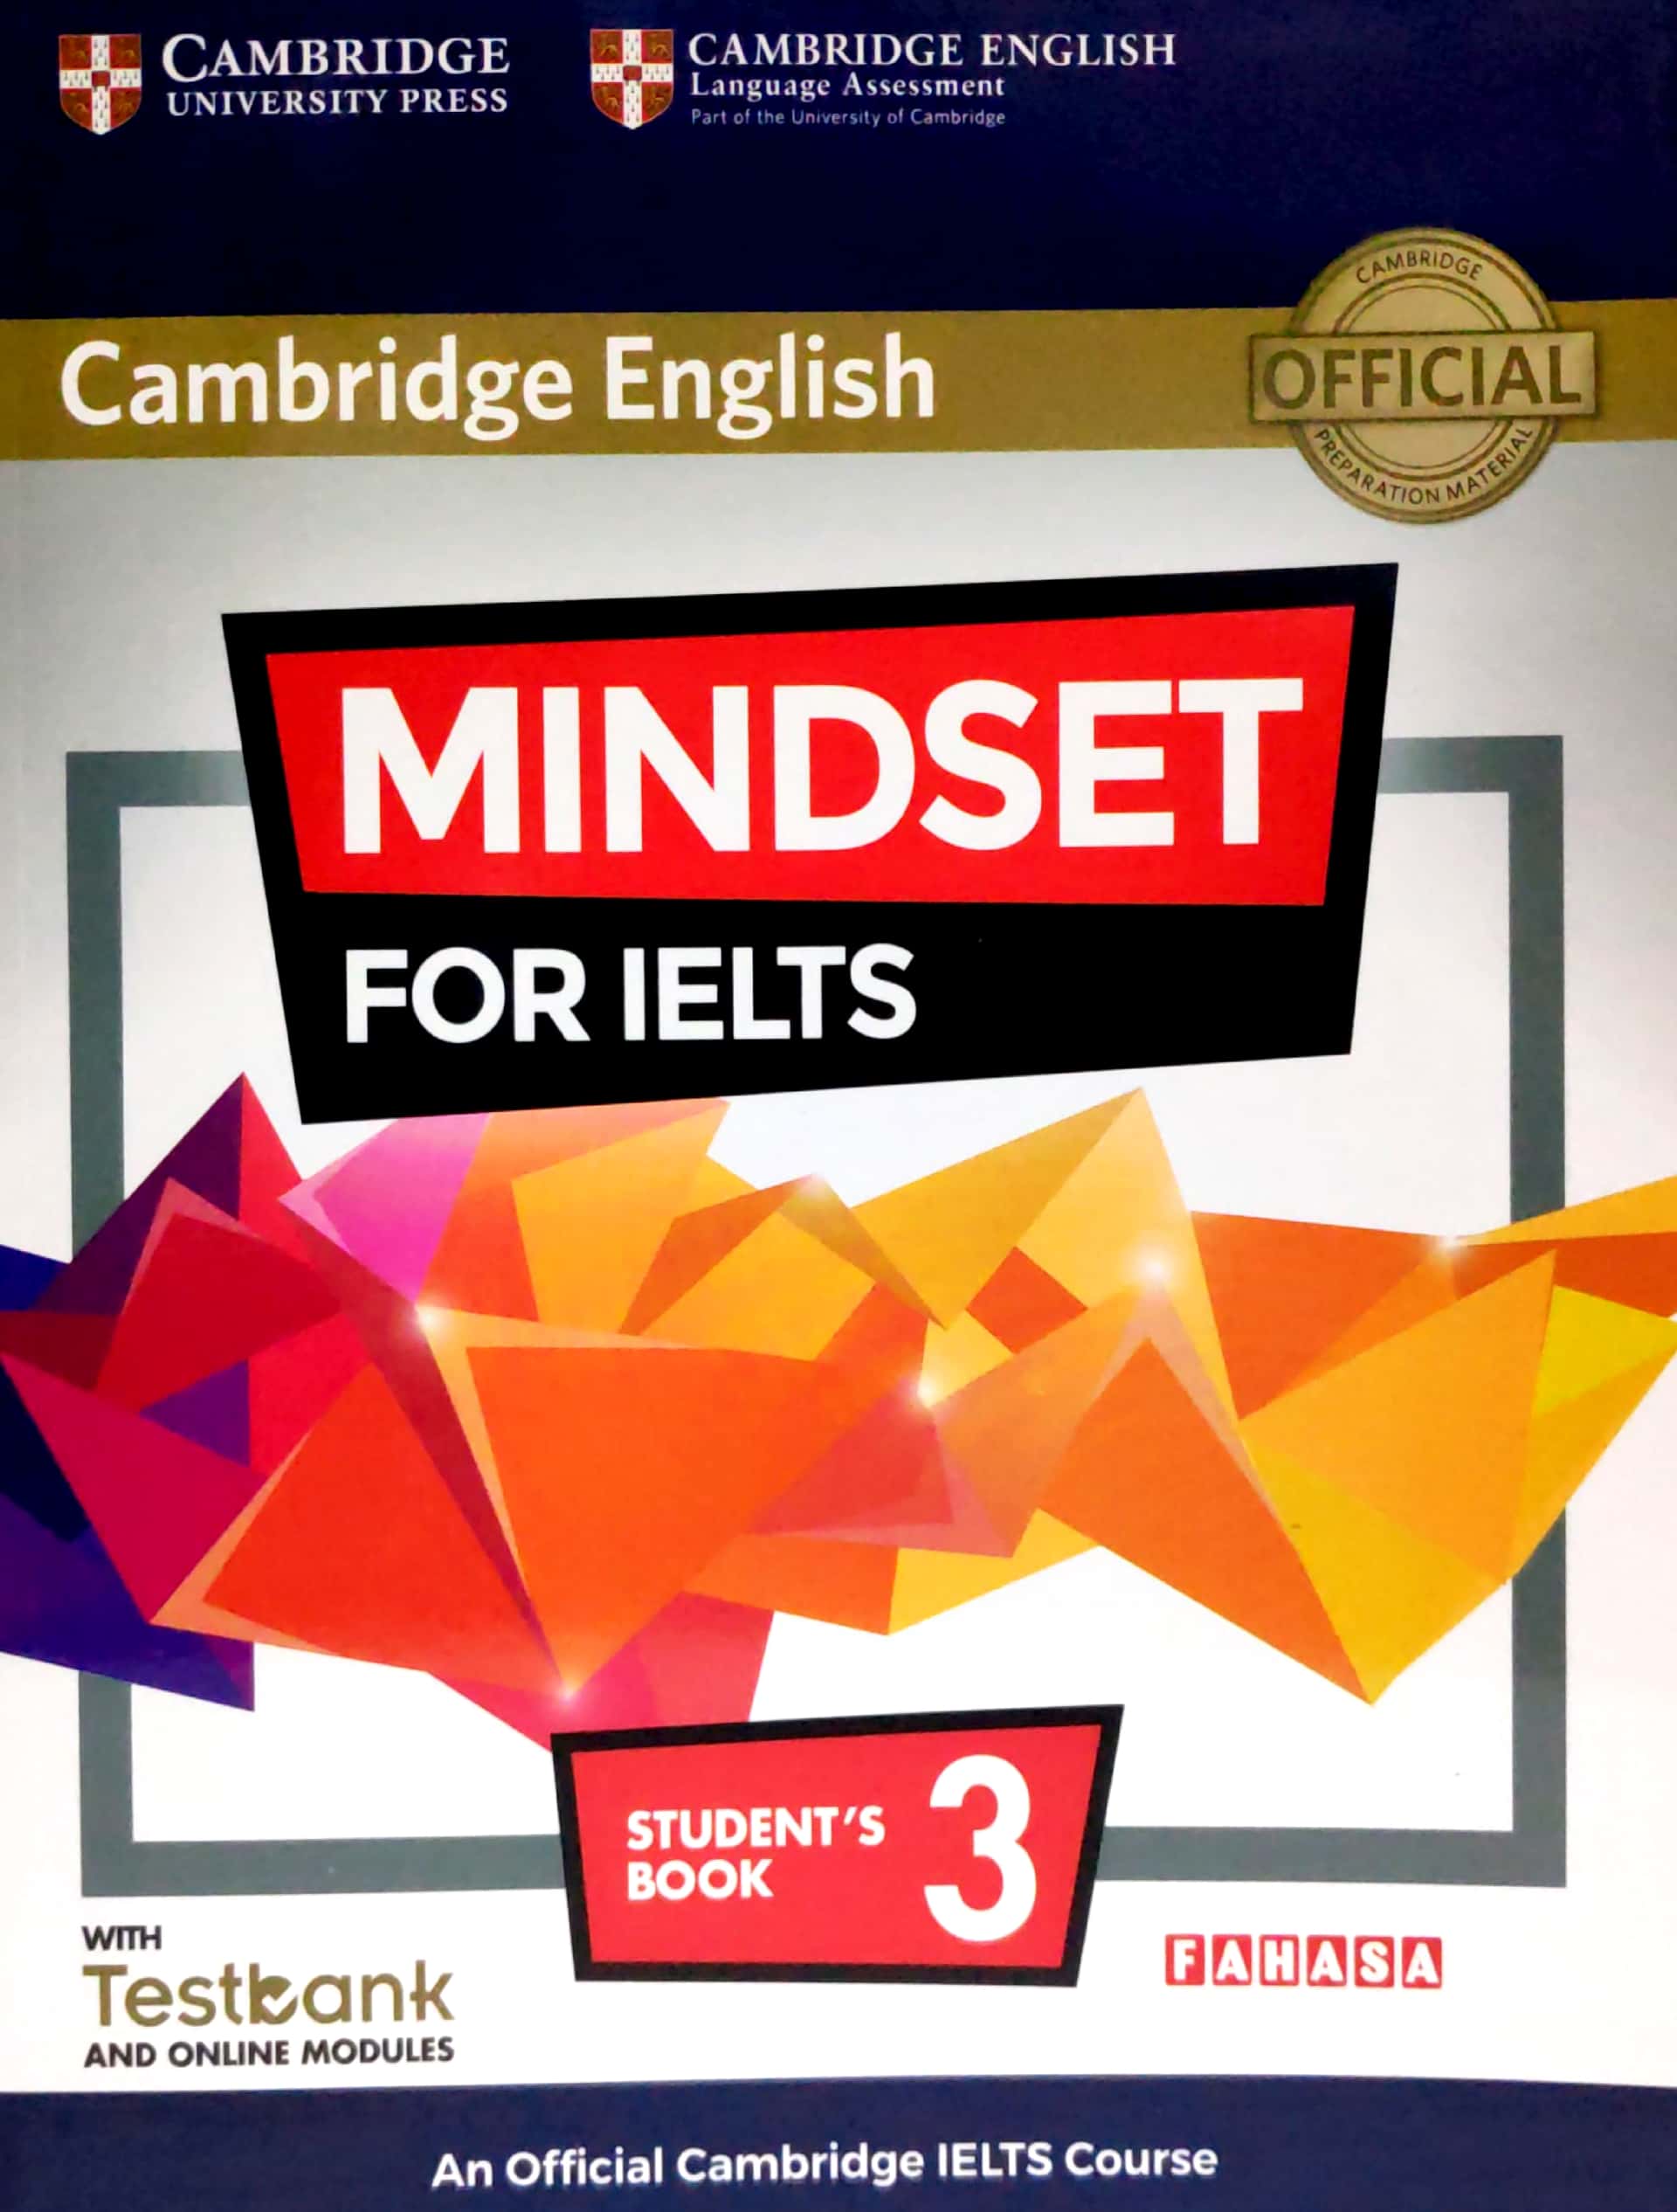 CAMBRIDGE
UNIVERSITY PRESS
CAMBRIDGE ENGLISH
Language Assessment
Part of the University of Cambridge
Cambridge English
CAMBRIDGE
OFFICIAL
PREPARATION MATERIAL
MINDSET
FOR IELTS
STUDENT'S
BOOK
3
WITH
Testbank
AND ONLINE MODULES
FAHASA
An Official Cambridge IELTS Course